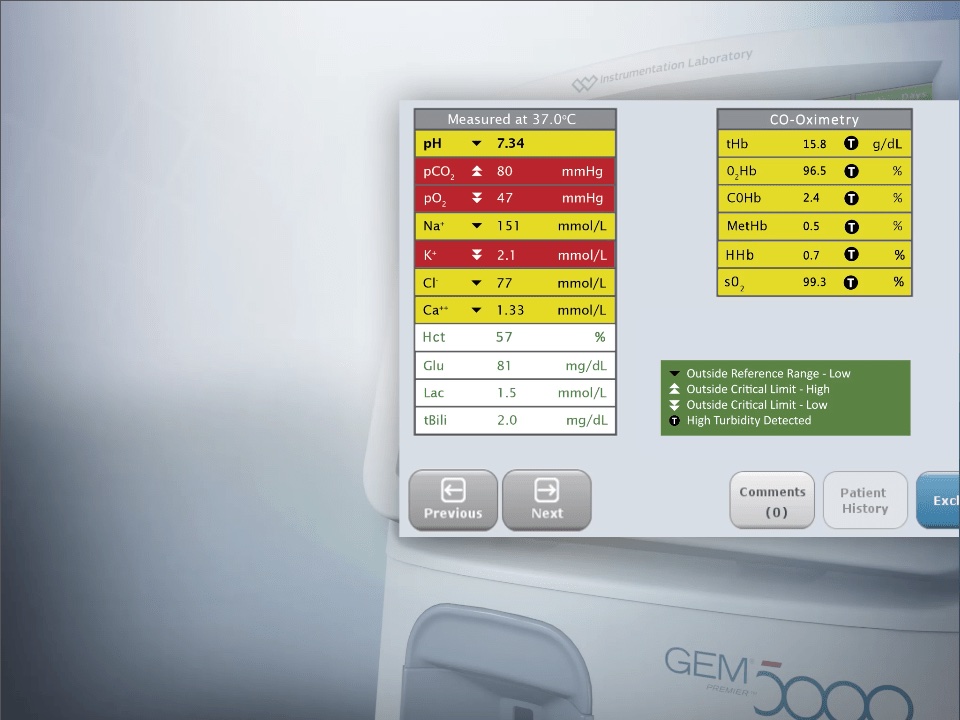 Instrumentation Laboratory
Measured at 37.0°C
pH 7.34
pCO₂ 80 mmHg
pO₂ 47 mmHg
Na⁺ 151 mmol/L
K⁺ 2.1 mmol/L
Cl⁻ 77 mmol/L
Ca⁺⁺ 1.33 mmol/L
Hct 57 %
Glu 81 mg/dL
Lac 1.5 mmol/L
tBili 2.0 mg/dL
CO-Oximetry
tHb 15.8 T g/dL
O₂Hb 96.5 T %
COHb 2.4 T %
MetHb 0.5 T %
HHb 0.7 T %
sO₂ 99.3 T %
Outside Reference Range - Low
Outside Critical Limit - High
Outside Critical Limit - Low
T High Turbidity Detected
Previous
Next
Comments
(0)
Patient
History
Excl
GEM 5000
PREMIER™